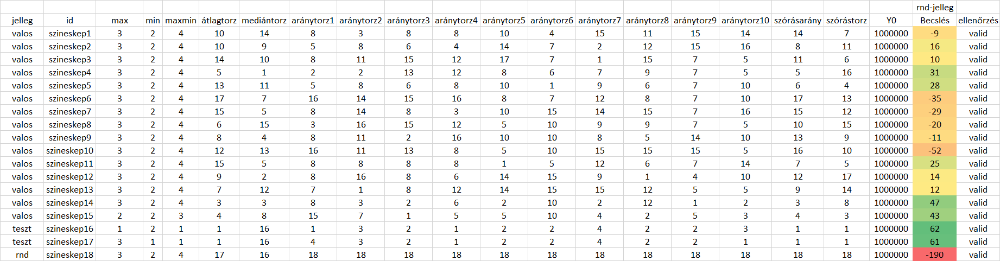 rnd-jelleg
jelleg id max min maxmin átlagtorz mediántorz aránytorz1 aránytorz2 aránytorz3 aránytorz4 aránytorz5 aránytorz6 aránytorz7 aránytorz8 aránytorz9 aránytorz10 szórásarány szórástorz Y0 Becslés ellenőrzés
valos szineskep1 3 2 4 10 14 8 3 8 8 10 4 15 11 15 14 14 7 1000000 -9 valid
valos szineskep2 3 2 4 10 9 5 8 6 4 14 7 2 12 15 16 8 11 1000000 16 valid
valos szineskep3 3 2 4 14 10 8 11 15 12 17 7 1 15 7 5 11 6 1000000 10 valid
valos szineskep4 3 2 4 5 1 2 2 13 12 8 6 7 9 7 5 5 16 1000000 31 valid
valos szineskep5 3 2 4 13 11 5 8 6 8 10 1 9 6 7 10 6 4 1000000 28 valid
valos szineskep6 3 2 4 17 7 16 14 15 16 8 7 12 8 7 10 17 13 1000000 -35 valid
valos szineskep7 3 2 4 15 5 8 14 8 3 10 15 14 15 7 16 15 12 1000000 -29 valid
valos szineskep8 3 2 4 6 15 3 16 15 12 5 10 9 9 7 5 10 15 1000000 -20 valid
valos szineskep9 3 2 4 8 4 8 11 2 16 10 10 8 5 14 10 13 9 1000000 -11 valid
valos szineskep10 3 2 4 12 13 16 11 13 8 5 10 15 15 15 5 16 10 1000000 -52 valid
valos szineskep11 3 2 4 15 5 8 8 8 8 1 5 12 6 7 14 7 5 1000000 25 valid
valos szineskep12 3 2 4 9 2 8 16 8 6 14 15 9 1 4 10 12 17 1000000 14 valid
valos szineskep13 3 2 4 7 12 7 1 8 12 14 15 15 12 5 5 9 14 1000000 12 valid
valos szineskep14 3 2 4 3 3 8 3 2 6 2 10 2 12 1 2 3 8 1000000 47 valid
valos szineskep15 2 2 3 4 8 15 7 1 5 5 10 4 2 5 3 4 3 1000000 43 valid
teszt szineskep16 1 2 1 1 16 1 3 2 1 2 2 4 2 2 3 1 1 1000000 62 valid
teszt szineskep17 3 1 1 1 16 4 3 2 1 2 2 4 2 2 1 1 1 1000000 61 valid
rnd szineskep18 3 2 4 17 16 18 18 18 18 18 18 18 18 18 18 18 18 1000000 -190 valid